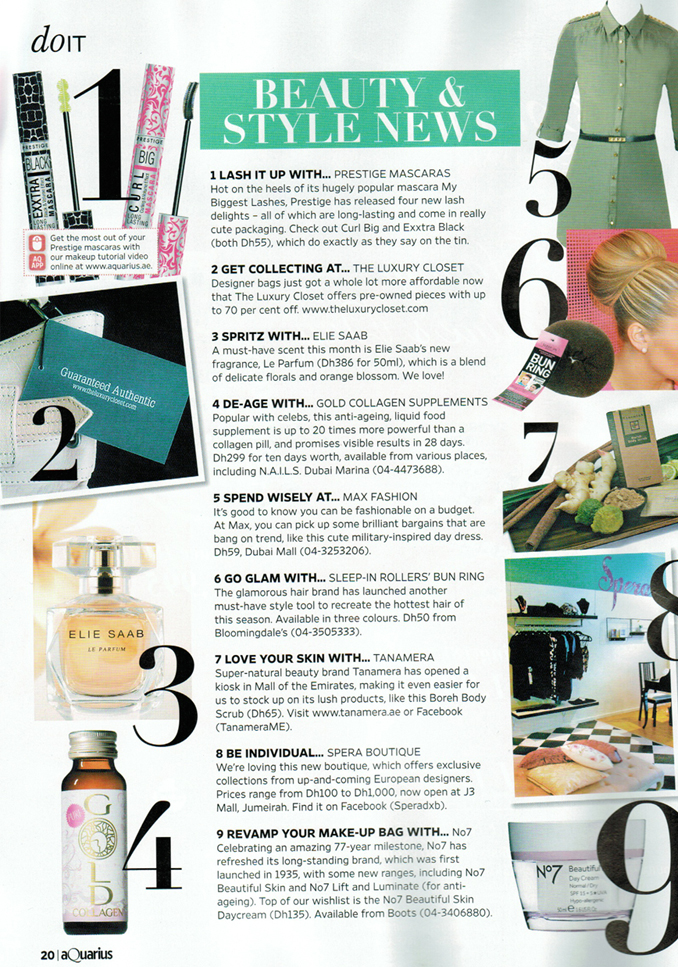 doIT
BEAUTY &
STYLE NEWS
1
PRESTIGE
EXXTRA
BLACK
MASCARA
PRESTIGE
BIG
CURL
MASCARA
Get the most out of your
Prestige mascaras with
our makeup tutorial video
online at www.aquarius.ae.
AQ
APP
1 LASH IT UP WITH... PRESTIGE MASCARAS
Hot on the heels of its hugely popular mascara My
Biggest Lashes, Prestige has released four new lash
delights – all of which are long-lasting and come in really
cute packaging. Check out Curl Big and Exxtra Black
(both Dh55), which do exactly as they say on the tin.
2 GET COLLECTING AT... THE LUXURY CLOSET
Designer bags just got a whole lot more affordable now
that The Luxury Closet offers pre-owned pieces with up
to 70 per cent off. www.theluxurycloset.com
3 SPRITZ WITH... ELIE SAAB
A must-have scent this month is Elie Saab's new
fragrance, Le Parfum (Dh386 for 50ml), which is a blend
of delicate florals and orange blossom. We love!
4 DE-AGE WITH... GOLD COLLAGEN SUPPLEMENTS
Popular with celebs, this anti-ageing, liquid food
supplement is up to 20 times more powerful than a
collagen pill, and promises visible results in 28 days.
Dh299 for ten days worth, available from various places,
including N.A.I.L.S. Dubai Marina (04-4473688).
5 SPEND WISELY AT... MAX FASHION
It's good to know you can be fashionable on a budget.
At Max, you can pick up some brilliant bargains that are
bang on trend, like this cute military-inspired day dress.
Dh59, Dubai Mall (04-3253206).
6 GO GLAM WITH... SLEEP-IN ROLLERS' BUN RING
The glamorous hair brand has launched another
must-have style tool to recreate the hottest hair of
this season. Available in three colours. Dh50 from
Bloomingdale's (04-3505333).
7 LOVE YOUR SKIN WITH... TANAMERA
Super-natural beauty brand Tanamera has opened a
kiosk in Mall of the Emirates, making it even easier for
us to stock up on its lush products, like this Boreh Body
Scrub (Dh65). Visit www.tanamera.ae or Facebook
(TanameraME).
8 BE INDIVIDUAL... SPERA BOUTIQUE
We're loving this new boutique, which offers exclusive
collections from up-and-coming European designers.
Prices range from Dh100 to Dh1,000, now open at J3
Mall, Jumeirah. Find it on Facebook (Speradxb).
9 REVAMP YOUR MAKE-UP BAG WITH... No7
Celebrating an amazing 77-year milestone, No7 has
refreshed its long-standing brand, which was first
launched in 1935, with some new ranges, including No7
Beautiful Skin and No7 Lift and Luminate (for anti-
ageing). Top of our wishlist is the No7 Beautiful Skin
Daycream (Dh135). Available from Boots (04-3406880).
2
Guaranteed Authentic
www.theluxurycloset.com
3
ELIE SAAB
LE PARFUM
4
PURE
GOLD
COLLAGEN
5
6
BUN
RING
7
8
Spera
9
No7
Beautiful
Day Cream
Normal / Dry
SPF 15
Hypo-allergenic
20 | aQuarius